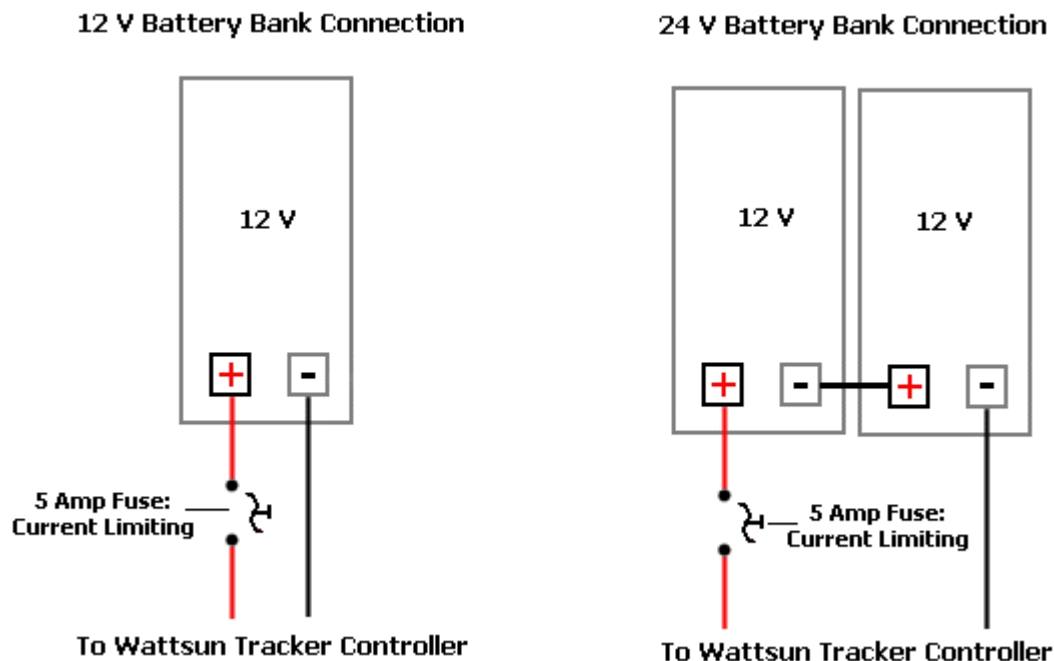 12 V Battery Bank Connection
12 V
+ -
5 Amp Fuse:
Current Limiting
To Wattsun Tracker Controller
24 V Battery Bank Connection
12 V 12 V
+ - + -
5 Amp Fuse:
Current Limiting
To Wattsun Tracker Controller